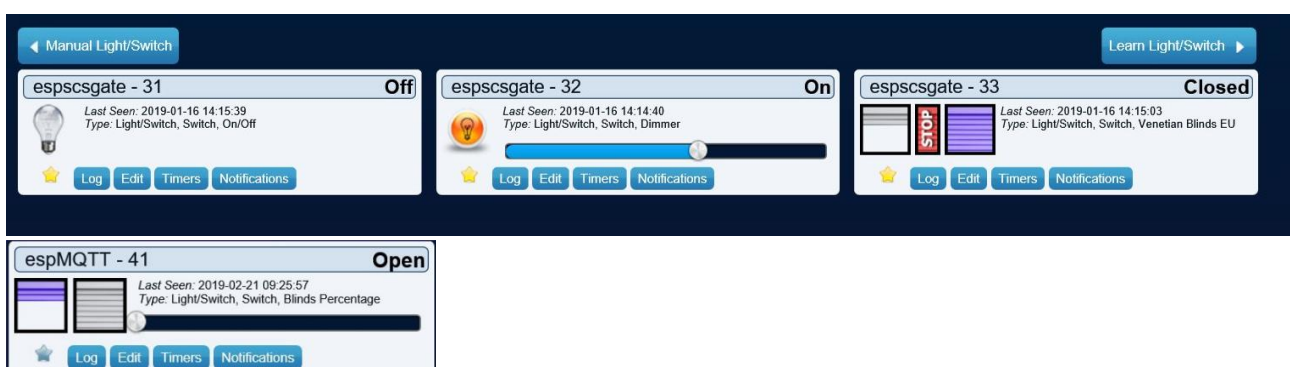 Manual Light/Switch
Learn Light/Switch
espscsgate - 31 Off
Last Seen: 2019-01-16 14:15:39
Type: Light/Switch, Switch, On/Off
Log Edit Timers Notifications
espscsgate - 32 On
Last Seen: 2019-01-16 14:14:40
Type: Light/Switch, Switch, Dimmer
Log Edit Timers Notifications
espscsgate - 33 Closed
STOP
Last Seen: 2019-01-16 14:15:03
Type: Light/Switch, Switch, Venetian Blinds EU
Log Edit Timers Notifications
espMQTT - 41 Open
Last Seen: 2019-02-21 09:25:57
Type: Light/Switch, Switch, Blinds Percentage
Log Edit Timers Notifications